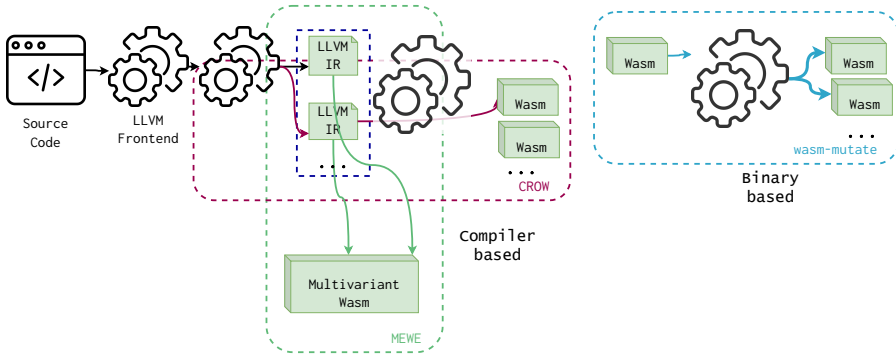 Source
Code
</>
LLVM
Frontend
LLVM
IR
LLVM
IR
...
Wasm
Wasm
...
CROW
Compiler
based
Multivariant
Wasm
MEWE
Wasm
Wasm
Wasm
...
wasm-mutate
Binary
based